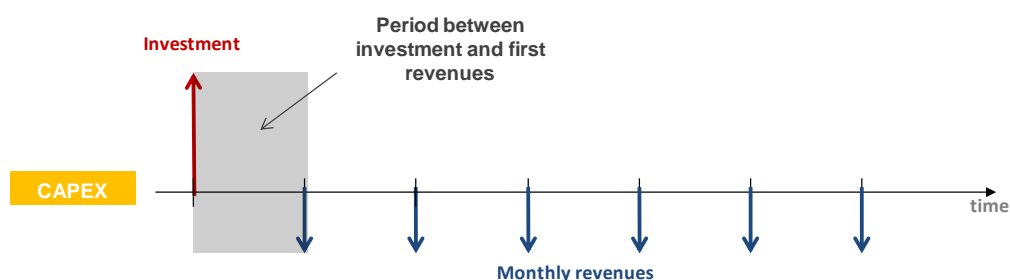 Period between
investment and first
revenues
Investment
CAPEX
time
Monthly revenues